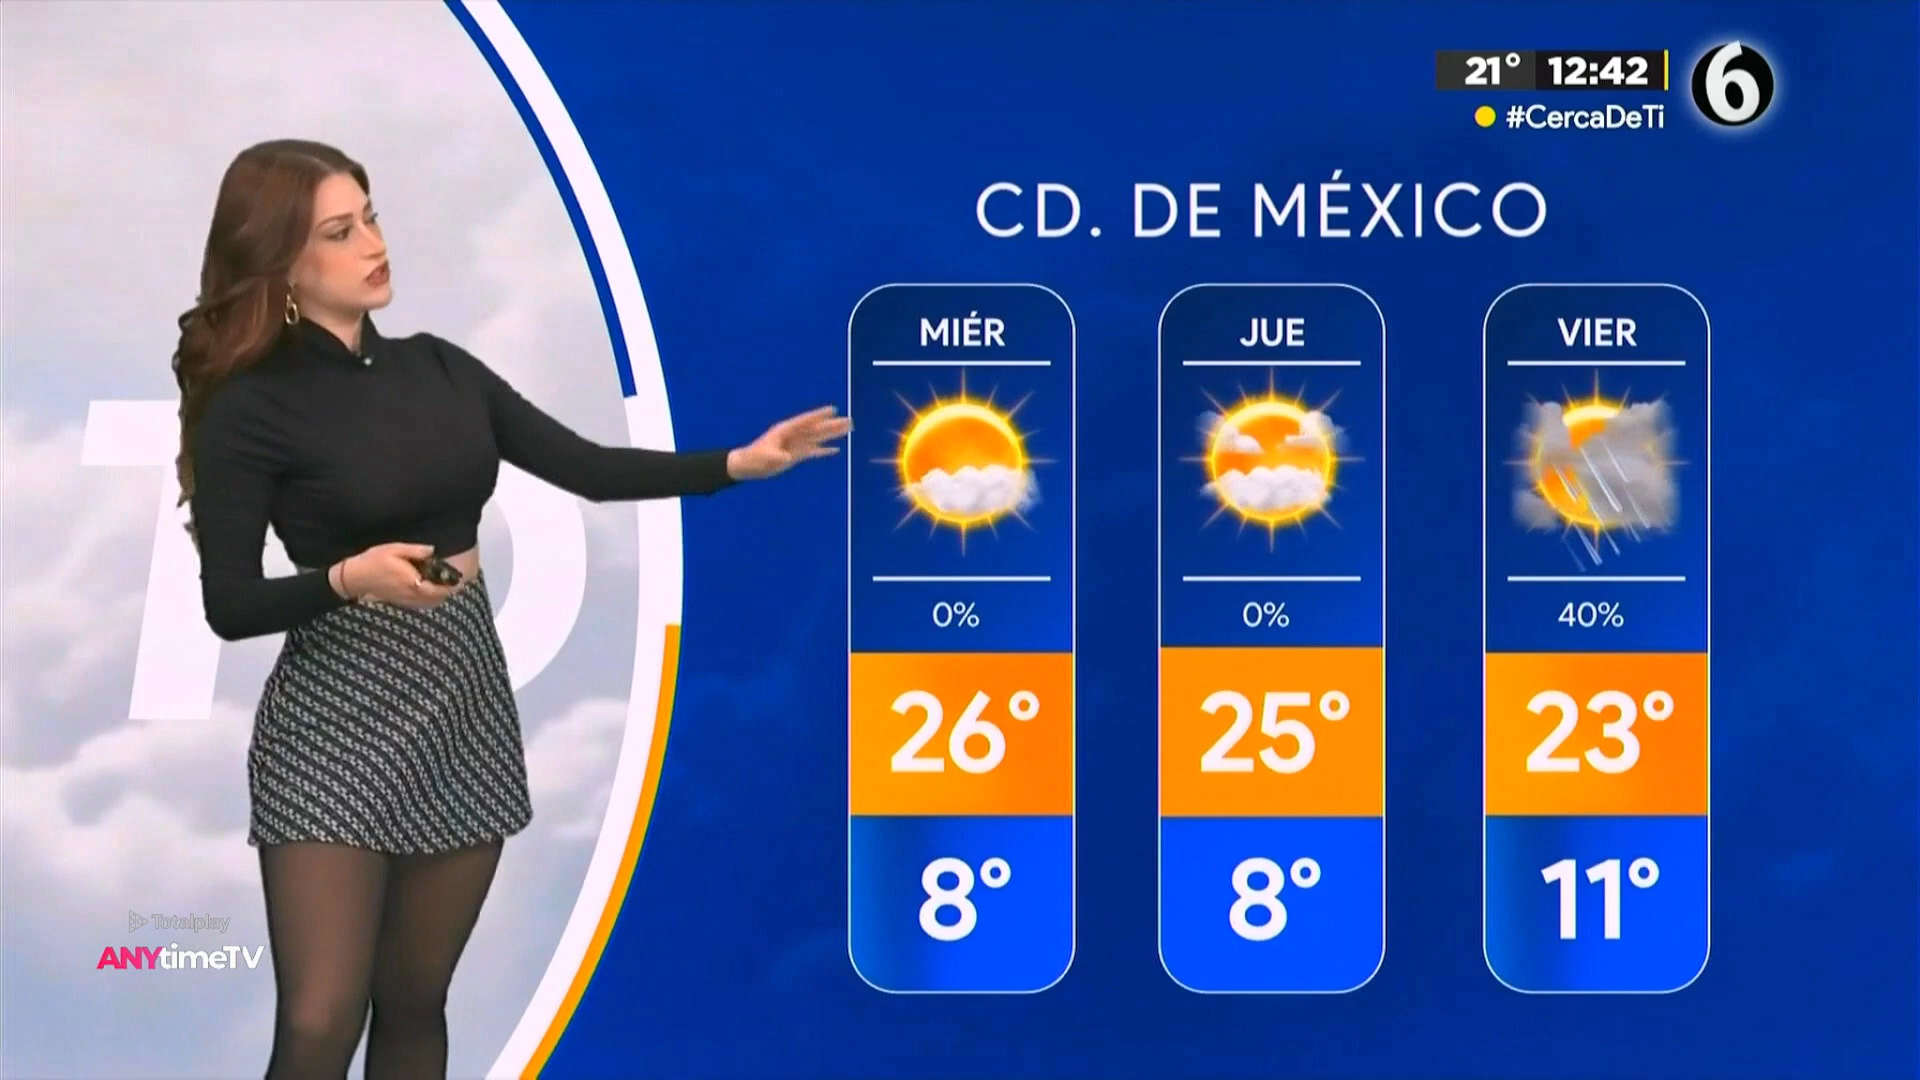 21° 12:42
#CercaDeTi
6
CD. DE MÉXICO
MIÉR
0%
26°
8°
JUE
0%
25°
8°
VIER
40%
23°
11°
Totalplay
ANYtimeTV